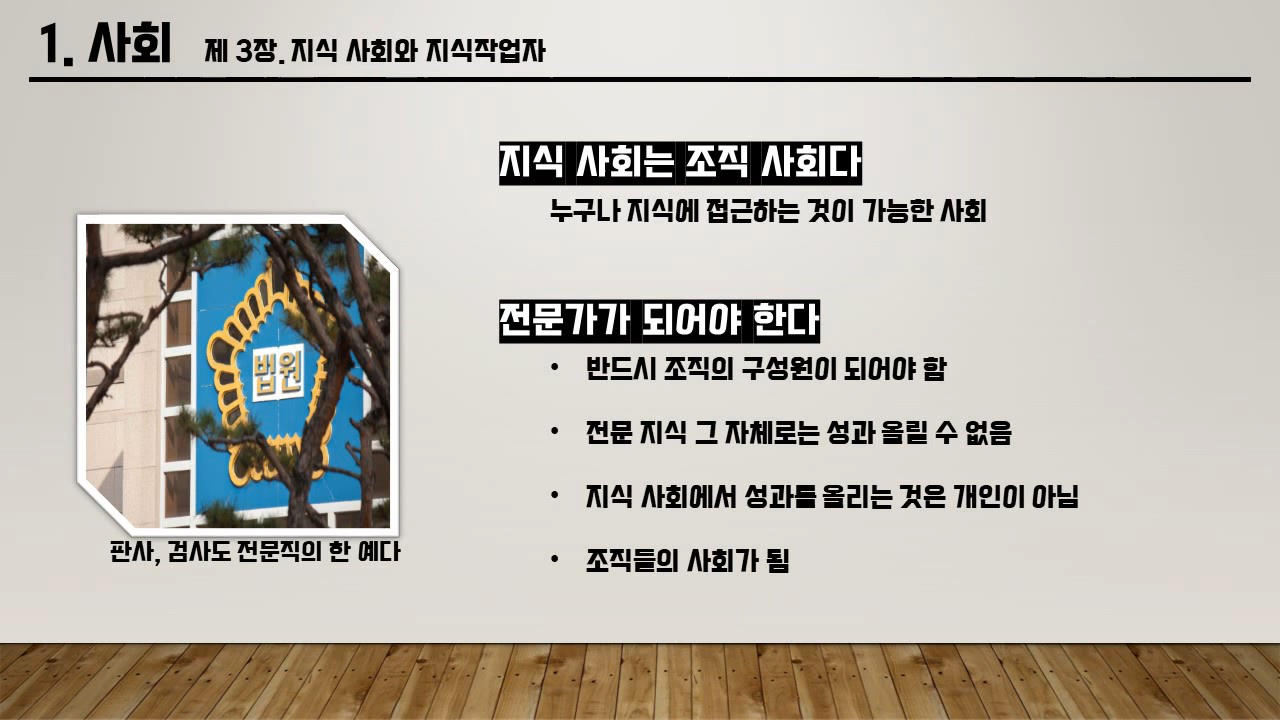 1. 사회 제 3장. 지식 사회와 지식작업자
지식 사회는 조직 사회다
누구나 지식에 접근하는 것이 가능한 사회
법원
판사, 검사도 전문직의 한 예다
전문가가 되어야 한다
• 반드시 조직의 구성원이 되어야 함
• 전문 지식 그 자체로는 성과 올릴 수 없음
• 지식 사회에서 성과를 올리는 것은 개인이 아님
• 조직들의 사회가 됨